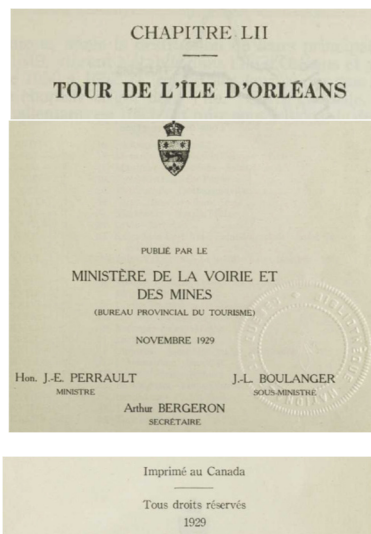 CHAPITRE LII
TOUR DE L'ÎLE D'ORLÉANS
PUBLIÉ PAR LE
MINISTÈRE DE LA VOIRIE ET
DES MINES
(BUREAU PROVINCIAL DU TOURISME)
NOVEMBRE 1929
Hon. J.-E. PERRAULT
MINISTRE
J.-L. BOULANGER
SOUS-MINISTRE
Arthur BERGERON
SECRÉTAIRE
Imprimé au Canada
Tous droits réservés
1929